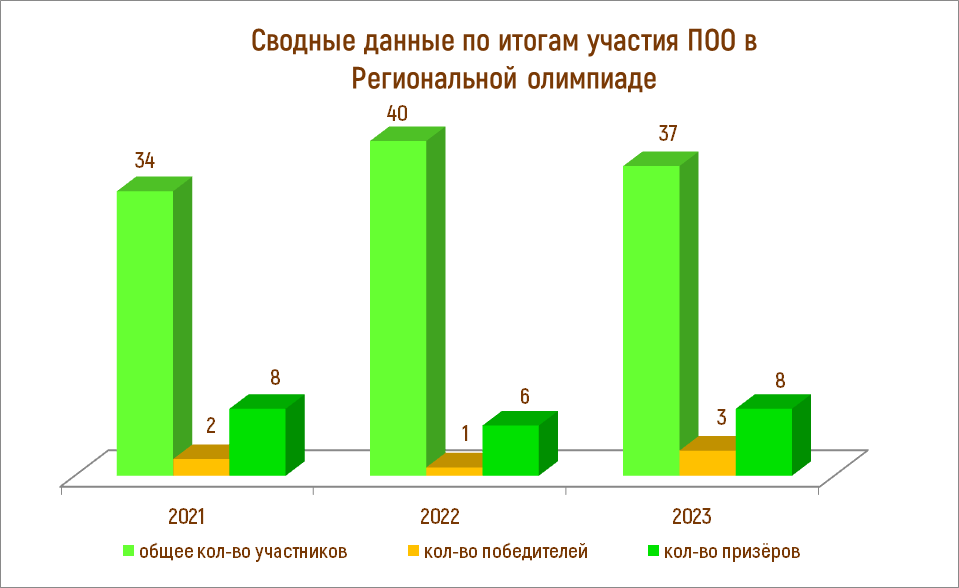 Сводные данные по итогам участия ПОО в
Региональной олимпиаде
34
2
8
40
1
6
37
3
8
2021
2022
2023
общее кол-во участников
кол-во победителей
кол-во призёров